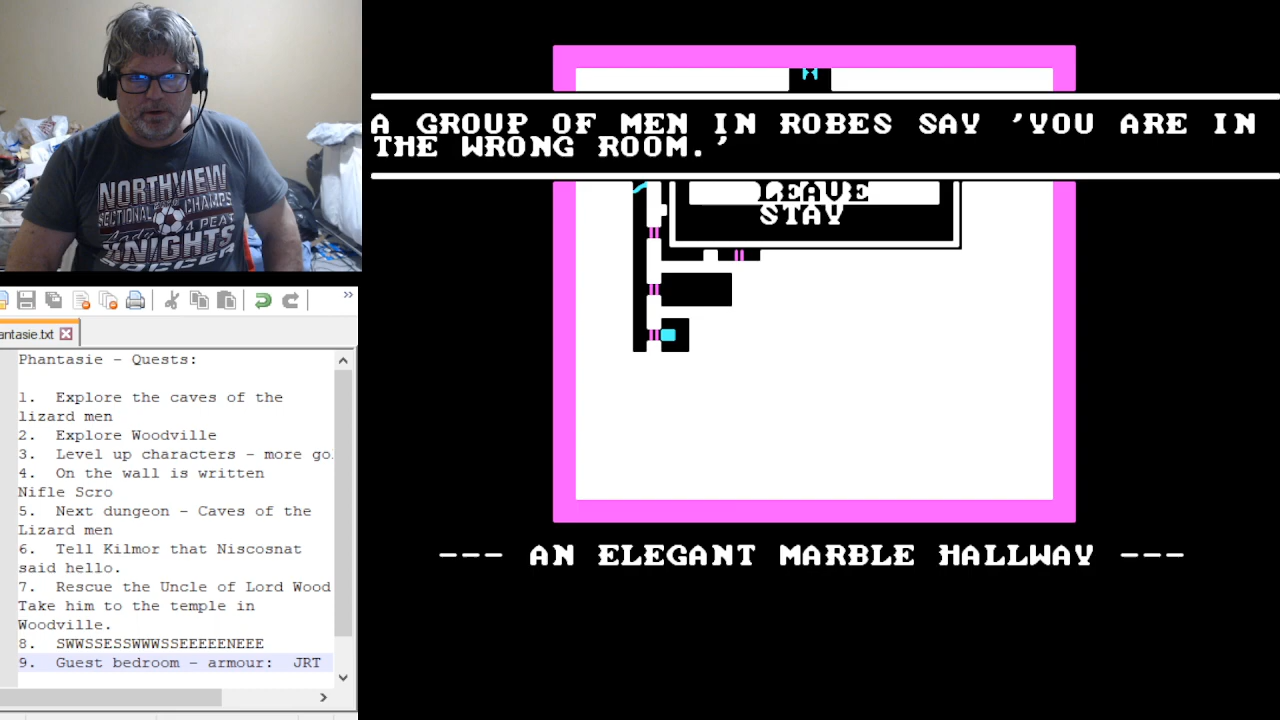 NORTHVIEW
SECTIONAL CHAMPS
4 PEAT
KNIGHTS
SOCCER
A GROUP OF MEN IN ROBES SAY 'YOU ARE IN
THE WRONG ROOM.'
LEAVE
STAY
--- AN ELEGANT MARBLE HALLWAY ---
antasie.txt
Phantasie - Quests:
1. Explore the caves of the
lizard men
2. Explore Woodville
3. Level up characters - more go
4. On the wall is written
Nifle Scro
5. Next dungeon - Caves of the
Lizard men
6. Tell Kilmor that Niscosnat
said hello.
7. Rescue the Uncle of Lord Wood
Take him to the temple in
Woodville.
8. SWWSSESSWWWSSEEEEENEEE
9. Guest bedroom - armour: JRT